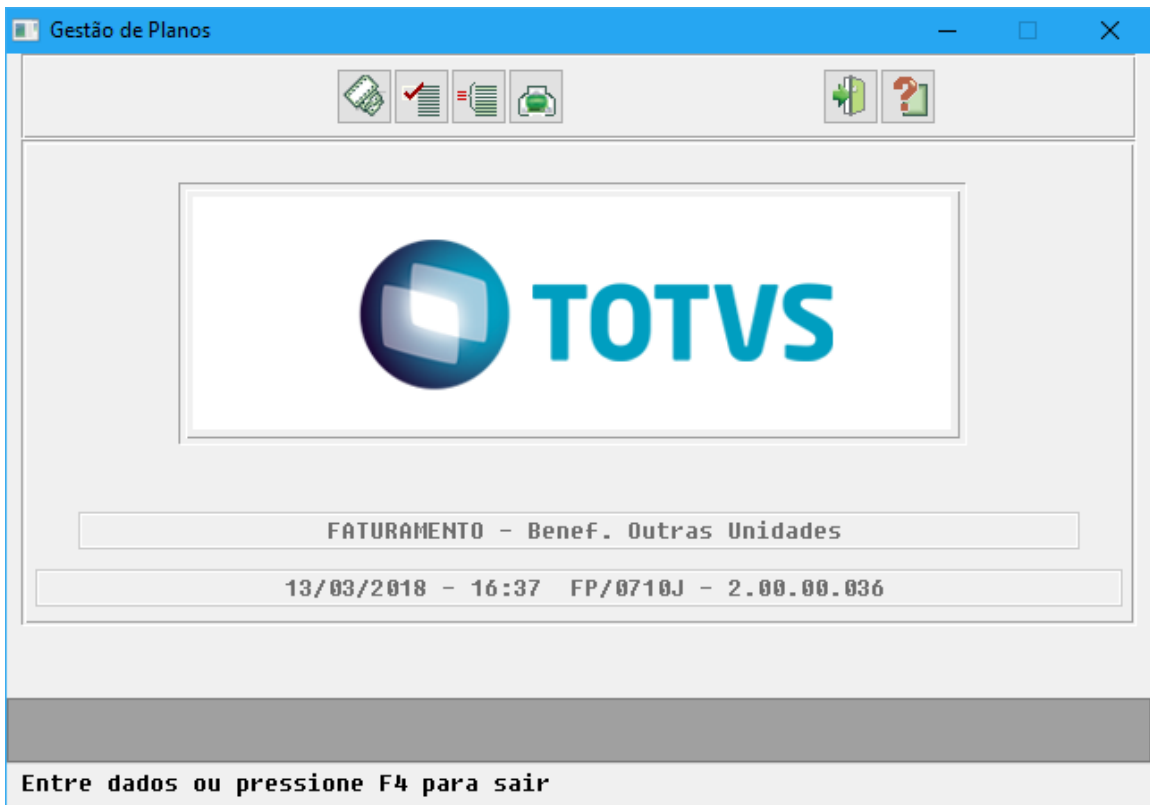 Gestão de Planos
TOTVS
FATURAMENTO - Benef. Outras Unidades
13/03/2018 - 16:37 FP/0710J - 2.00.00.036
Entre dados ou pressione F4 para sair